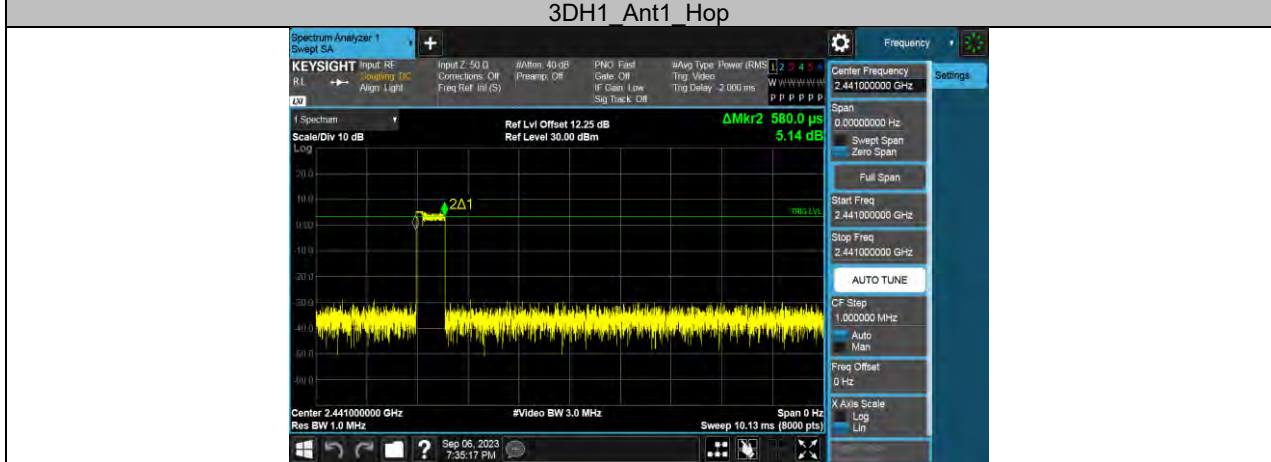 3DH1_Ant1_Hop
Spectrum Analyzer 1
Swept SA
+
Frequency
KEYSIGHT
RL
LXI
Input: RF
Coupling: DC
Align: Light
Input Z: 50 Ω
Corrections: Off
Freq Ref: Int (S)
#Atten: 40 dB
Preamp: Off
PNO: Fast
Gate: Off
IF Gain: Low
Sig Track: Off
#Avg Type: Power (RMS
Trig: Video
Trig Delay: -2.000 ms
1 2 3 4 5 6
W W W W W W
P P P P P P
Center Frequency
2.441000000 GHz
Settings
1 Spectrum
Scale/Div 10 dB
Log
Ref Lvl Offset 12.25 dB
Ref Level 30.00 dBm
ΔMkr2 580.0 µs
5.14 dB
Span
0.00000000 Hz
Swept Span
Zero Span
Full Span
Start Freq
2.441000000 GHz
Stop Freq
2.441000000 GHz
AUTO TUNE
CF Step
1.000000 MHz
Auto
Man
Freq Offset
0 Hz
X Axis Scale
Log
Lin
20.0
10.0
0.00
-10.0
-20.0
-30.0
-40.0
-50.0
-60.0
2Δ1
TRIG LVL
Center 2.441000000 GHz
Res BW 1.0 MHz
#Video BW 3.0 MHz
Span 0 Hz
Sweep 10.13 ms (8000 pts)
?
Sep 06, 2023
7:35:17 PM